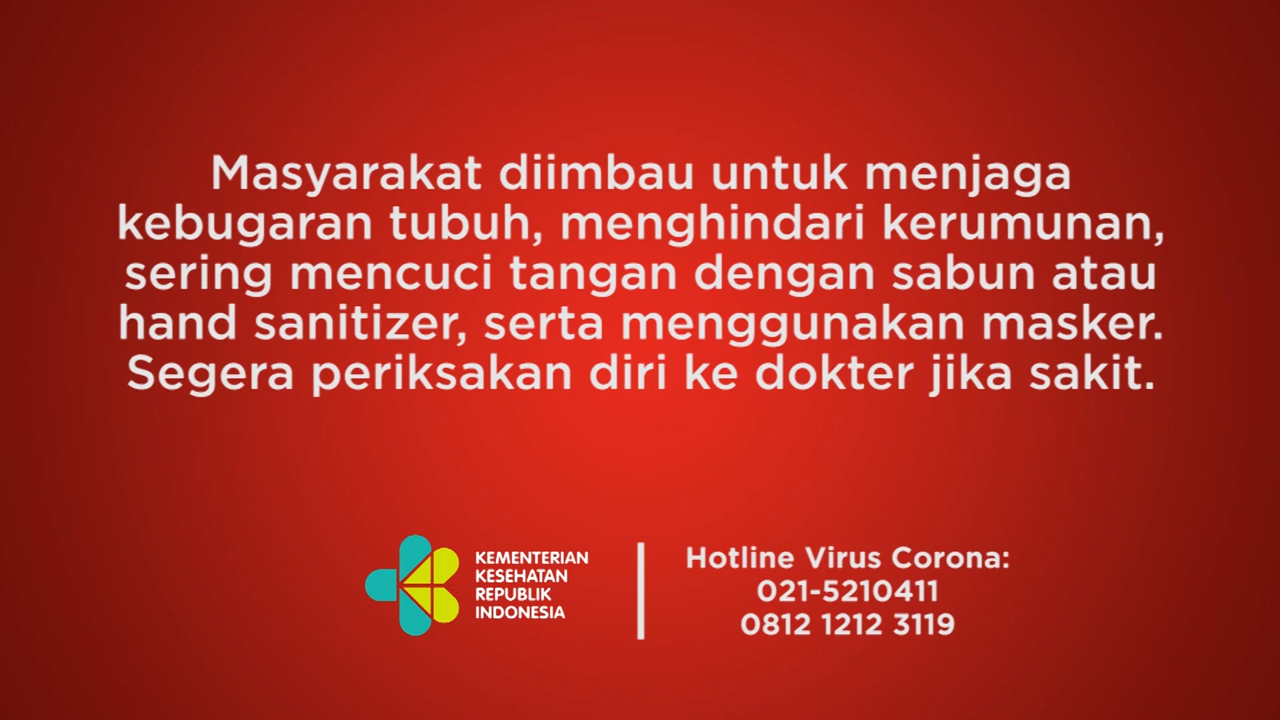 Masyarakat diimbau untuk menjaga
kebugaran tubuh, menghindari kerumunan,
sering mencuci tangan dengan sabun atau
hand sanitizer, serta menggunakan masker.
Segera periksakan diri ke dokter jika sakit.
KEMENTERIAN
KESEHATAN
REPUBLIK
INDONESIA
Hotline Virus Corona:
021-5210411
0812 1212 3119